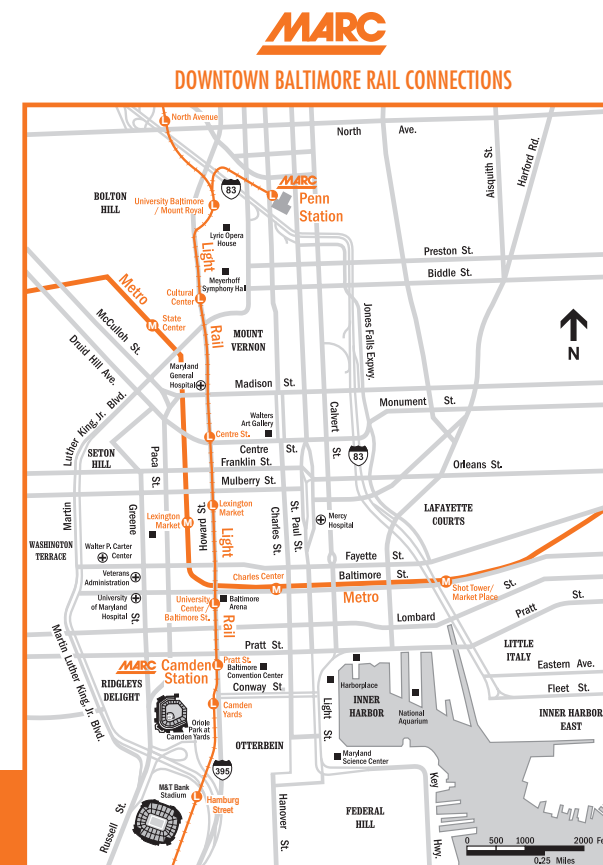 MARC
DOWNTOWN BALTIMORE RAIL CONNECTIONS
North Avenue
North Ave.
Aisquith St.
Harford Rd.
BOLTON
HILL
83
MARC
Penn
Station
University Baltimore
/ Mount Royal
Lyric Opera
House
Light
Preston St.
Meyerhoff
Symphony Hall
Biddle St.
Metro
Cultural
Center
State
Center
McCulloh St.
Rail
Jones Falls Expwy.
N
Druid Hill Ave.
MOUNT
VERNON
Maryland
General
Hospital
Madison St.
Luther King, Jr. Blvd.
Monument St.
Calvert St.
Walters
Art Gallery
Centre St.
Centre St.
83
SETON
HILL
Paca St.
Franklin St.
Orleans St.
Mulberry St.
Martin
Greene St.
Lexington
Market
Howard St.
Lexington
Market
Light
Charles St.
St. Paul St.
Mercy
Hospital
LAFAYETTE
COURTS
WASHINGTON
TERRACE
Walter P. Carter
Center
Fayette St.
Veterans
Administration
Charles Center
Baltimore St.
Metro
Shot Tower/
Market Place
University
of Maryland
Hospital
University
Center/
Baltimore St.
Baltimore
Arena
Rail
Lombard St.
Pratt St.
Pratt St.
Martin Luther King, Jr. Blvd.
MARC Camden
Station
Pratt St.
Baltimore
Convention Center
LITTLE
ITALY
Eastern Ave.
RIDGLEYS
DELIGHT
Conway St.
Harborplace
INNER
HARBOR
Fleet St.
Camden
Yards
Light St.
National
Aquarium
INNER HARBOR
EAST
Oriole
Park at
Camden Yards
OTTERBEIN
Maryland
Science Center
395
M&T Bank
Stadium
Hamburg
Street
Key Hwy.
Russell St.
Hanover St.
FEDERAL
HILL
0 500 1000 2000 Fe
0.25 Miles